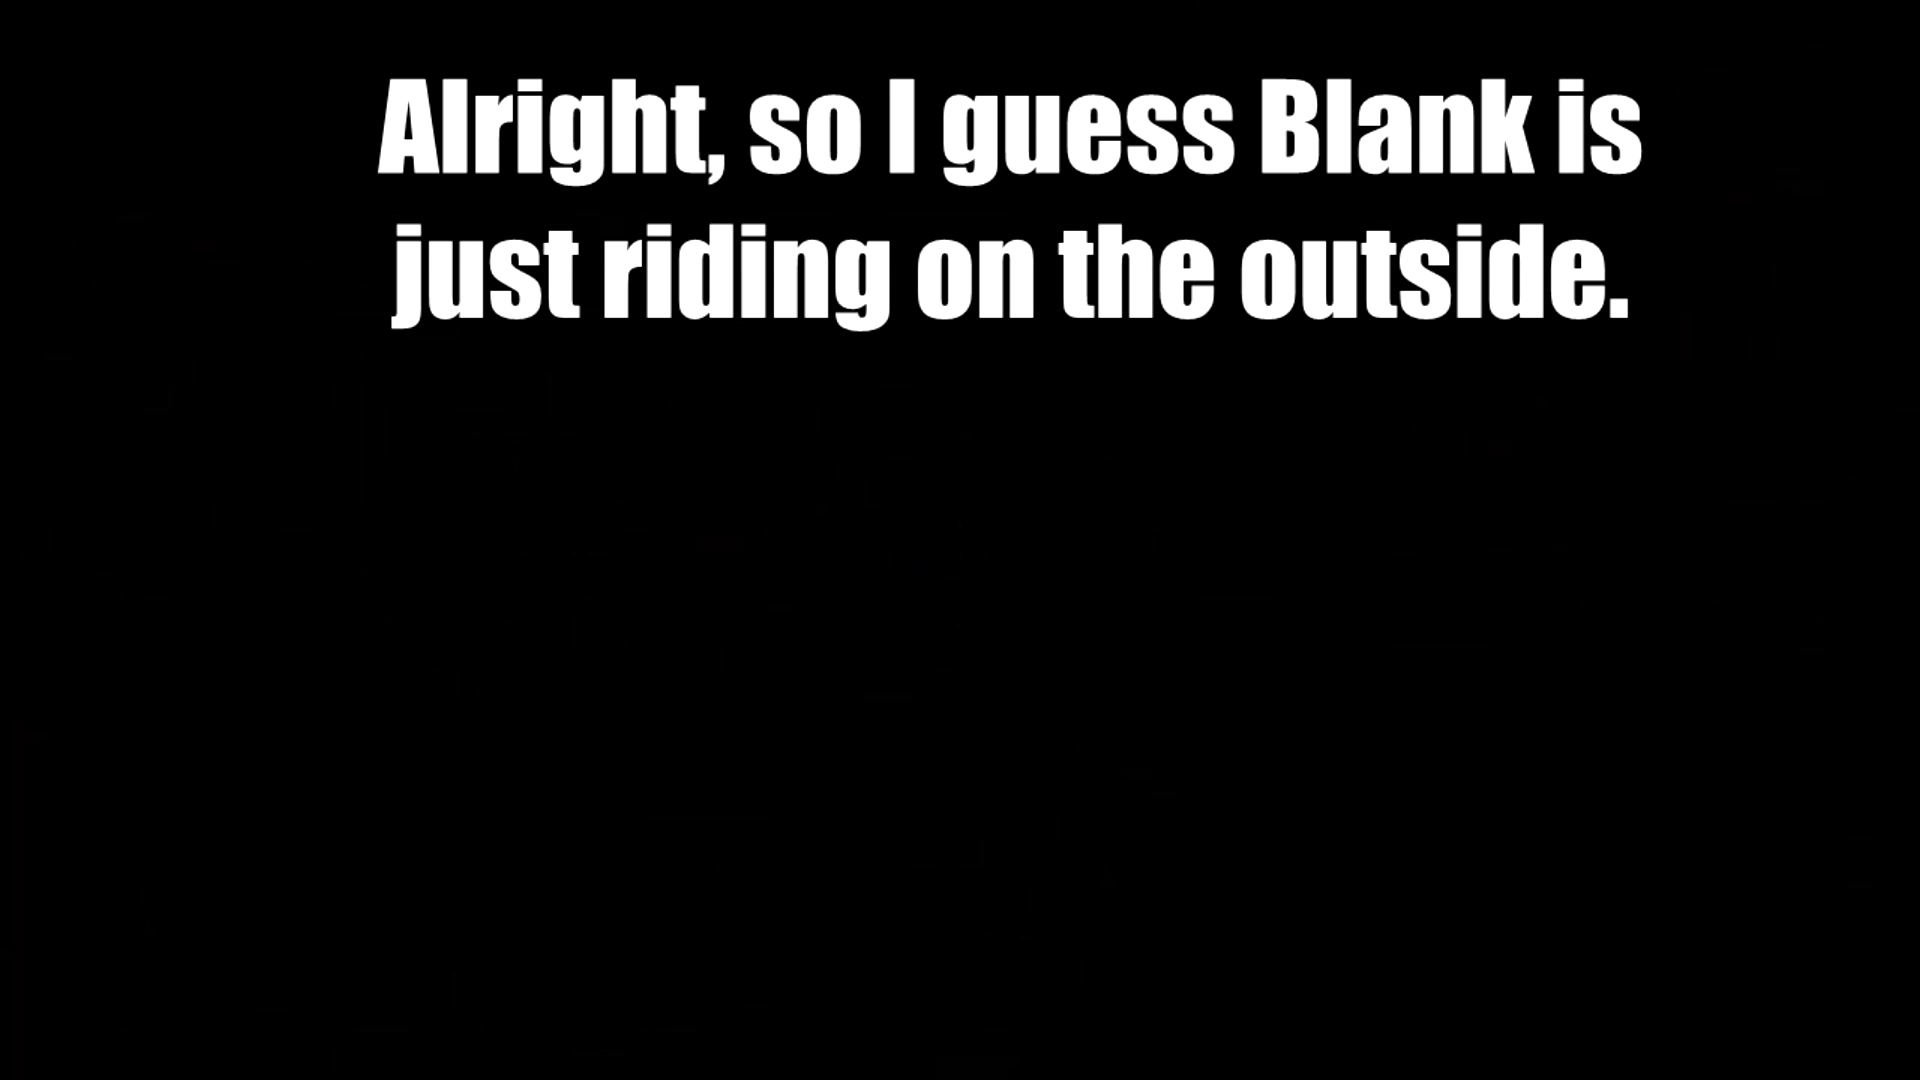 Alright, so I guess Blank is
just riding on the outside.